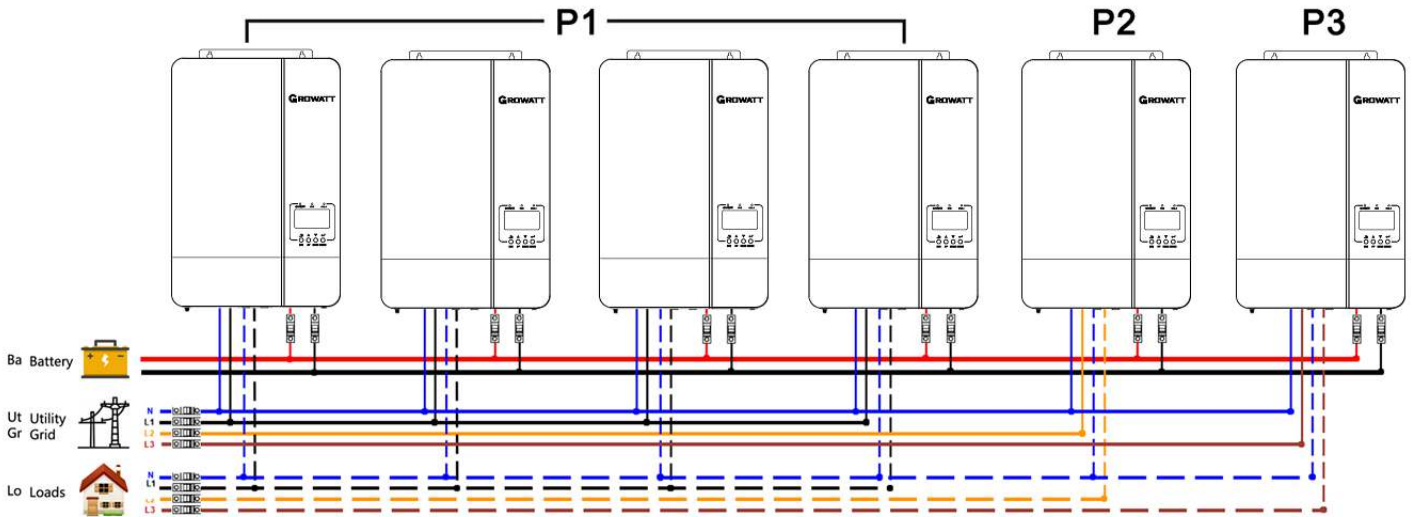 P1 P2 P3
GROWATT GROWATT GROWATT GROWATT GROWATT GROWATT
Ba Battery
Ut Utility
Gr Grid
N
L1
L2
L3
Lo Loads
N
L1
L3